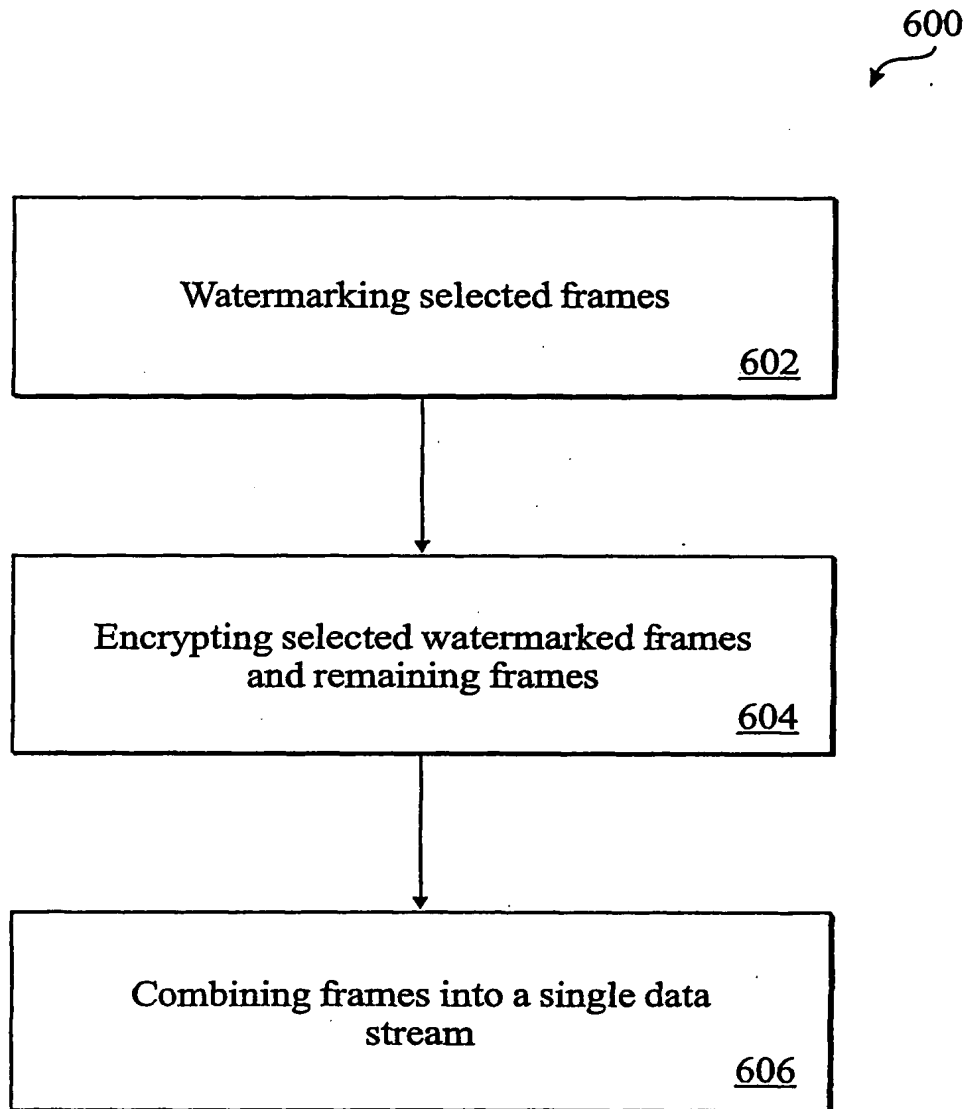 600
Watermarking selected frames
602
Encrypting selected watermarked frames
and remaining frames
604
Combining frames into a single data
stream
606